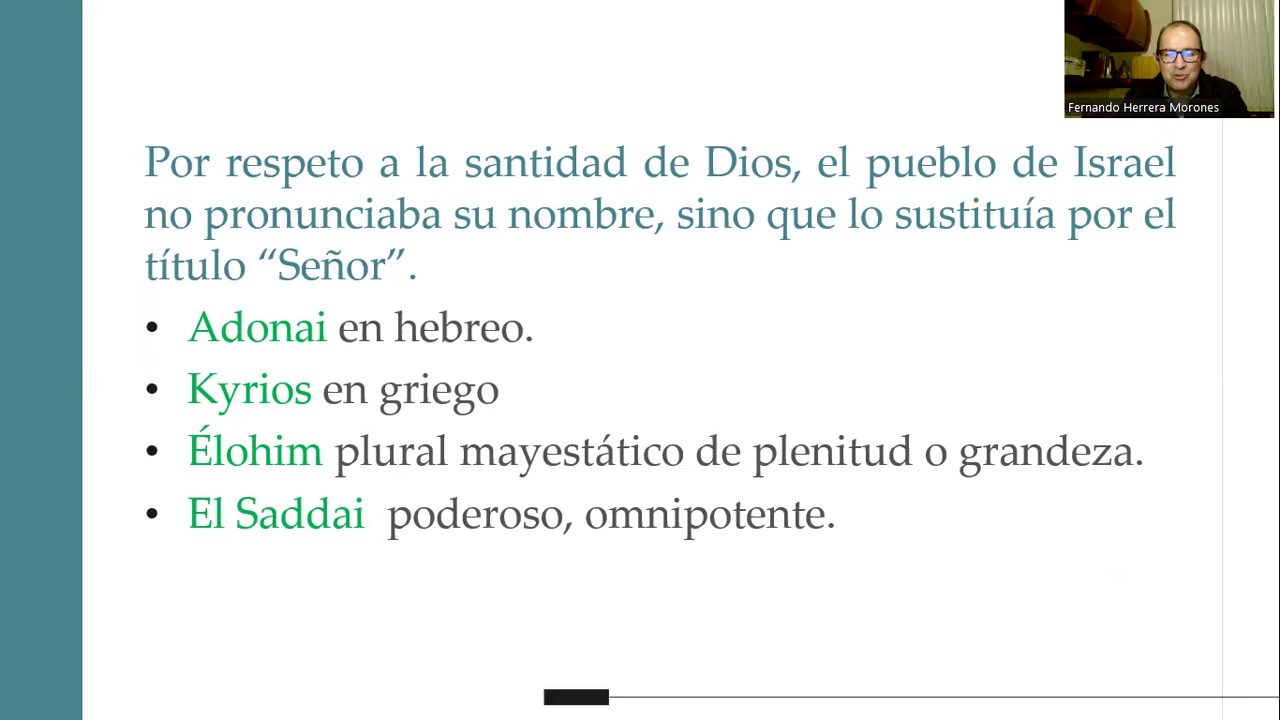 Fernando Herrera Morones
Por respeto a la santidad de Dios, el pueblo de Israel
no pronunciaba su nombre, sino que lo sustituía por el
título “Señor”.
• Adonai en hebreo.
• Kyrios en griego
• Élohim plural mayestático de plenitud o grandeza.
• El Saddai poderoso, omnipotente.